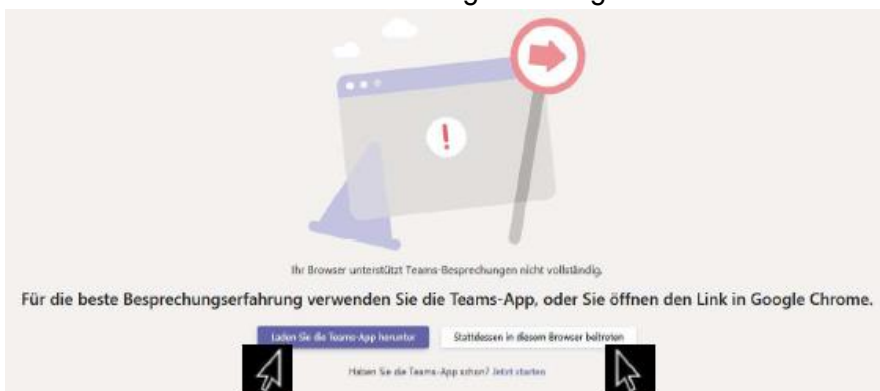 Ihr Browser unterstützt Teams-Besprechungen nicht vollständig.
Für die beste Besprechungserfahrung verwenden Sie die Teams-App, oder Sie öffnen den Link in Google Chrome.
Laden Sie die Teams-App herunter
Stattdessen in diesem Browser beitreten
Haben Sie die Teams-App schon? Jetzt starten